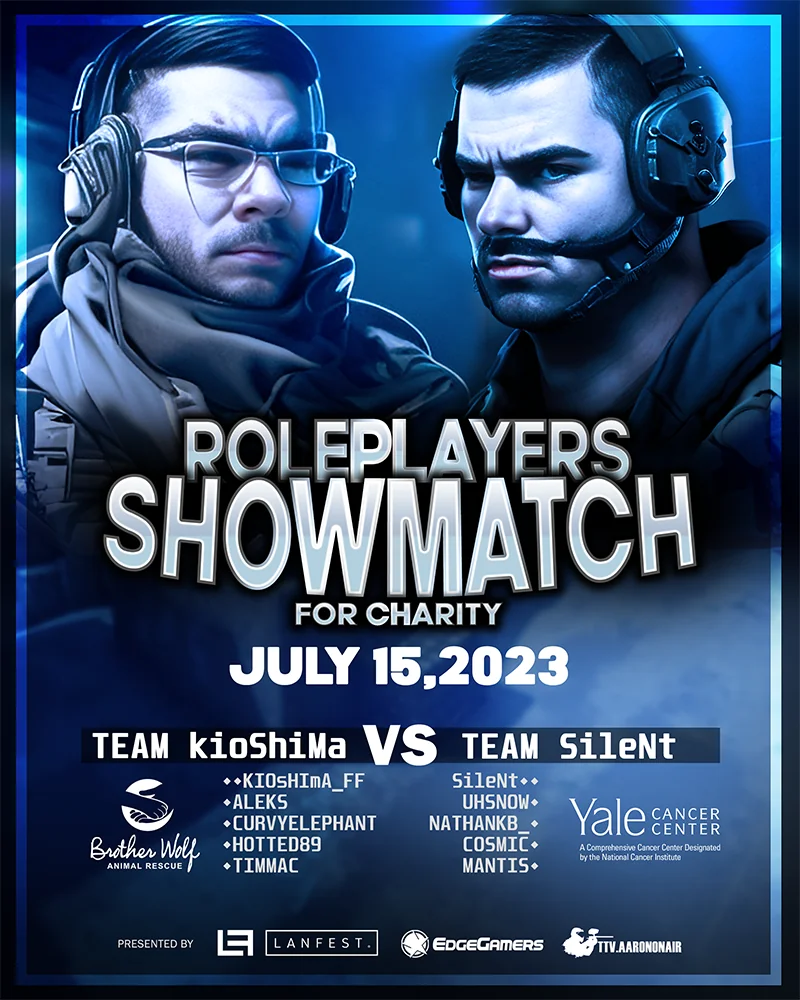 ROLEPLAYERS
SHOWMATCH
FOR CHARITY
JULY 15,2023
TEAM kioShiMa VS TEAM SileNt
KIOsHImA_FF
ALEKS
CURVYELEPHANT
HOTTED89
TIMMAC
SileNt
UHSNOW
NATHANKB_
COSMIC
MANTIS
Brother Wolf
ANIMAL RESCUE
Yale CANCER CENTER
A Comprehensive Cancer Center Designated
by the National Cancer Institute
PRESENTED BY
LANFEST.
EDGEGAMERS
TTV.AARONONAIR